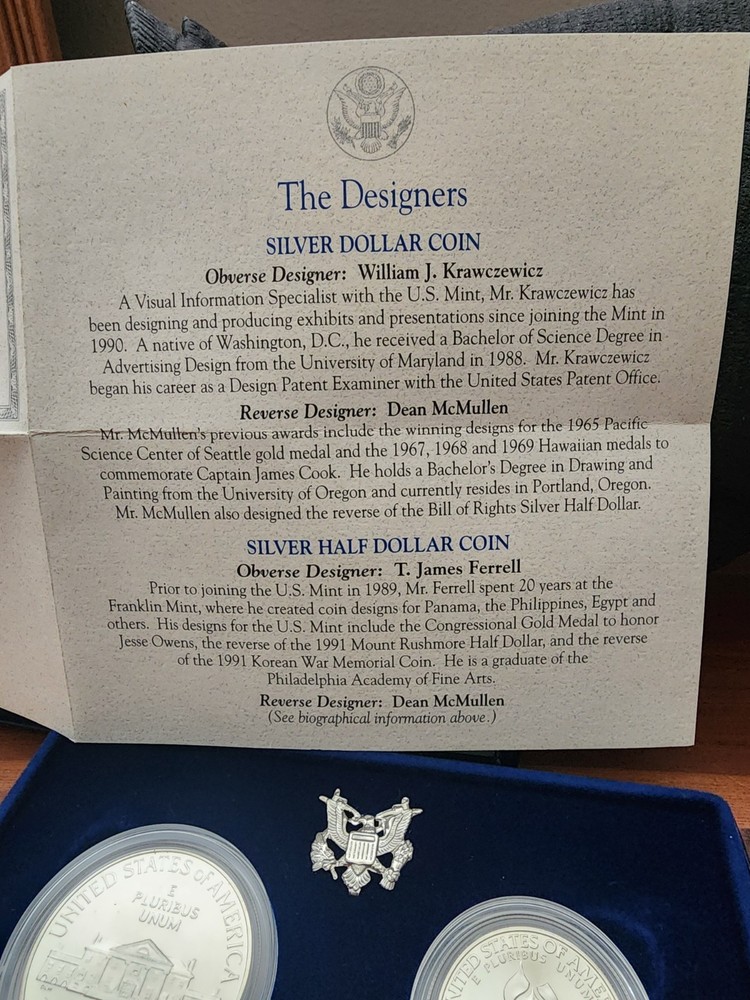 The Designers
SILVER DOLLAR COIN
Obverse Designer: William J. Krawczewicz
A Visual Information Specialist with the U.S. Mint, Mr. Krawczewicz has
been designing and producing exhibits and presentations since joining the Mint in
1990. A native of Washington, D.C., he received a Bachelor of Science Degree in
Advertising Design from the University of Maryland in 1988. Mr. Krawczewicz
began his career as a Design Patent Examiner with the United States Patent Office.
Reverse Designer: Dean McMullen
Mr. McMullen's previous awards include the winning designs for the 1965 Pacific
Science Center of Seattle gold medal and the 1967, 1968 and 1969 Hawaiian medals to
commemorate Captain James Cook. He holds a Bachelor's Degree in Drawing and
Painting from the University of Oregon and currently resides in Portland, Oregon.
Mr. McMullen also designed the reverse of the Bill of Rights Silver Half Dollar.
SILVER HALF DOLLAR COIN
Obverse Designer: T. James Ferrell
Prior to joining the U.S. Mint in 1989, Mr. Ferrell spent 20 years at the
Franklin Mint, where he created coin designs for Panama, the Philippines, Egypt and
others. His designs for the U.S. Mint include the Congressional Gold Medal to honor
Jesse Owens, the reverse of the 1991 Mount Rushmore Half Dollar, and the reverse
of the 1991 Korean War Memorial Coin. He is a graduate of the
Philadelphia Academy of Fine Arts.
Reverse Designer: Dean McMullen
(See biographical information above.)
UNITED STATES OF AMERICA
E
PLURIBUS
UNUM
UNITED STATES OF AME
E PLURIBUS UNUM